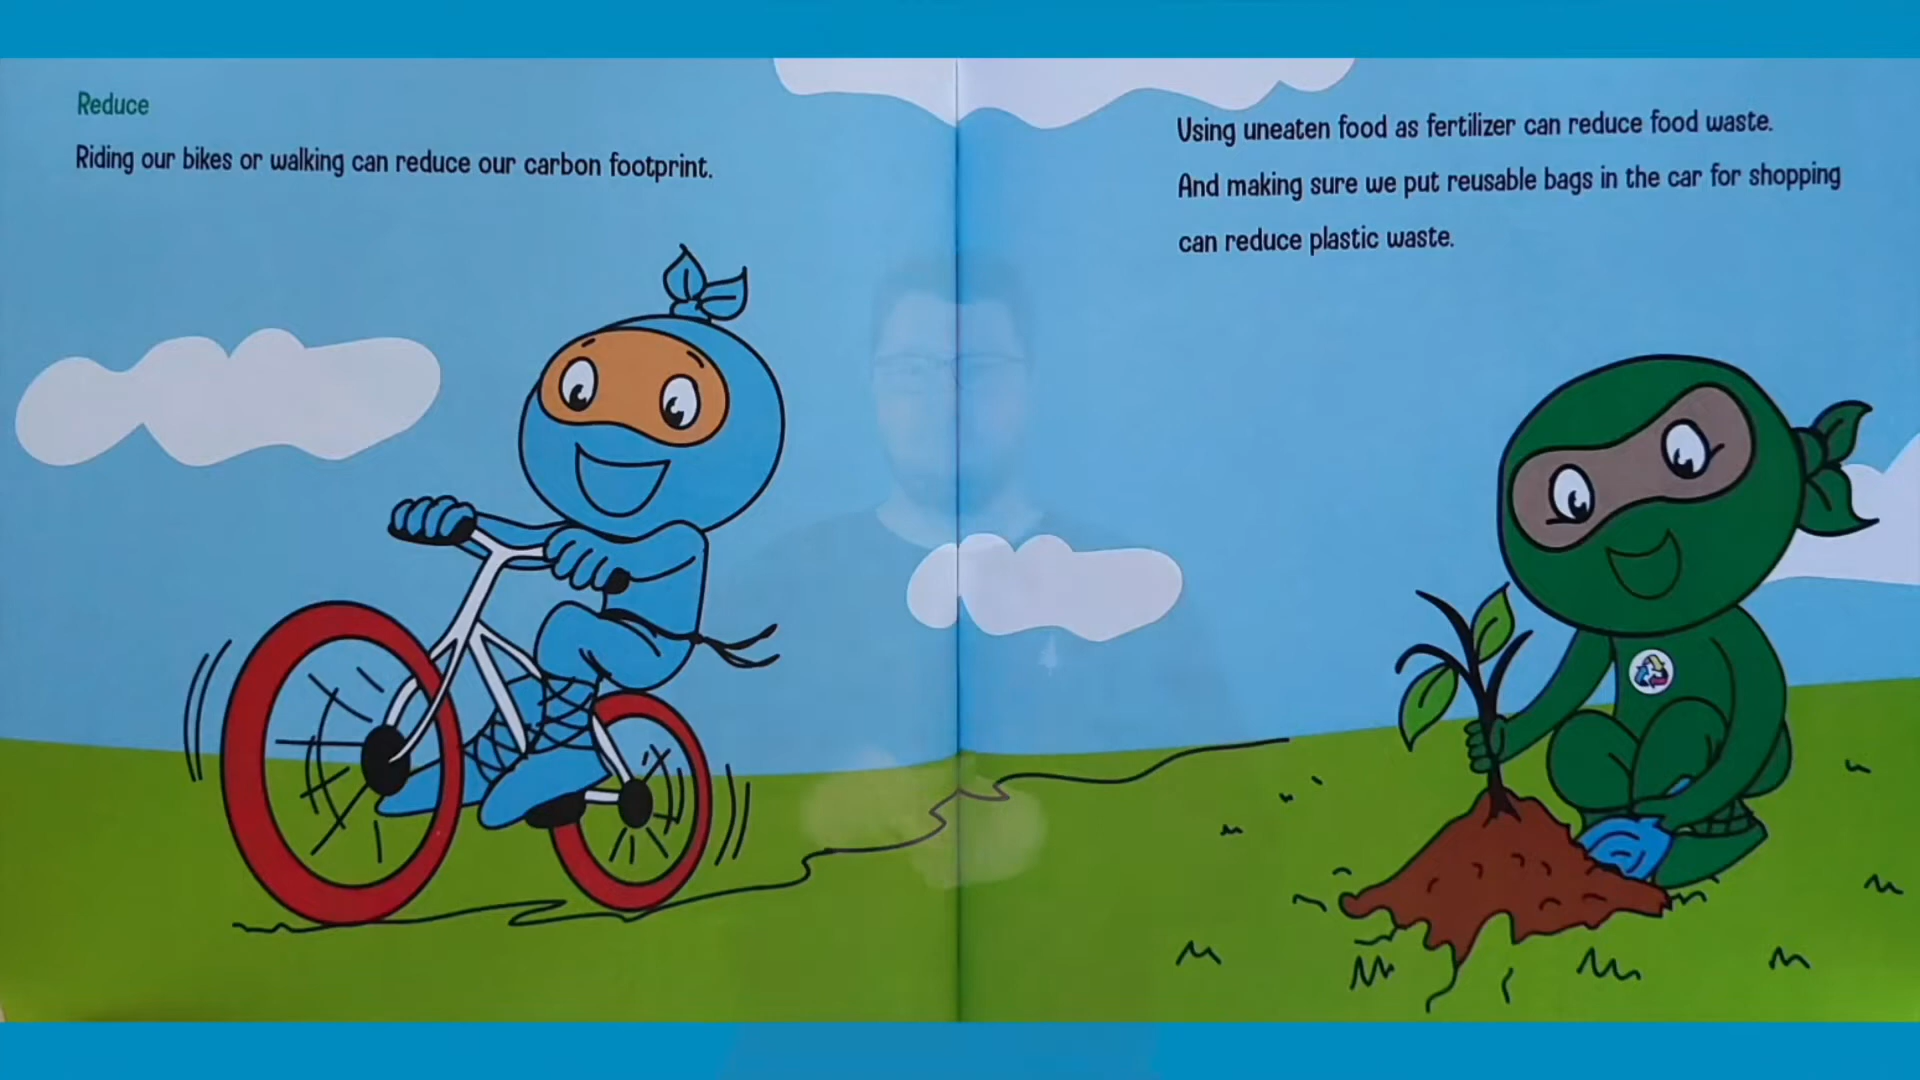 Reduce
Riding our bikes or walking can reduce our carbon footprint.
Using uneaten food as fertilizer can reduce food waste.
And making sure we put reusable bags in the car for shopping
can reduce plastic waste.